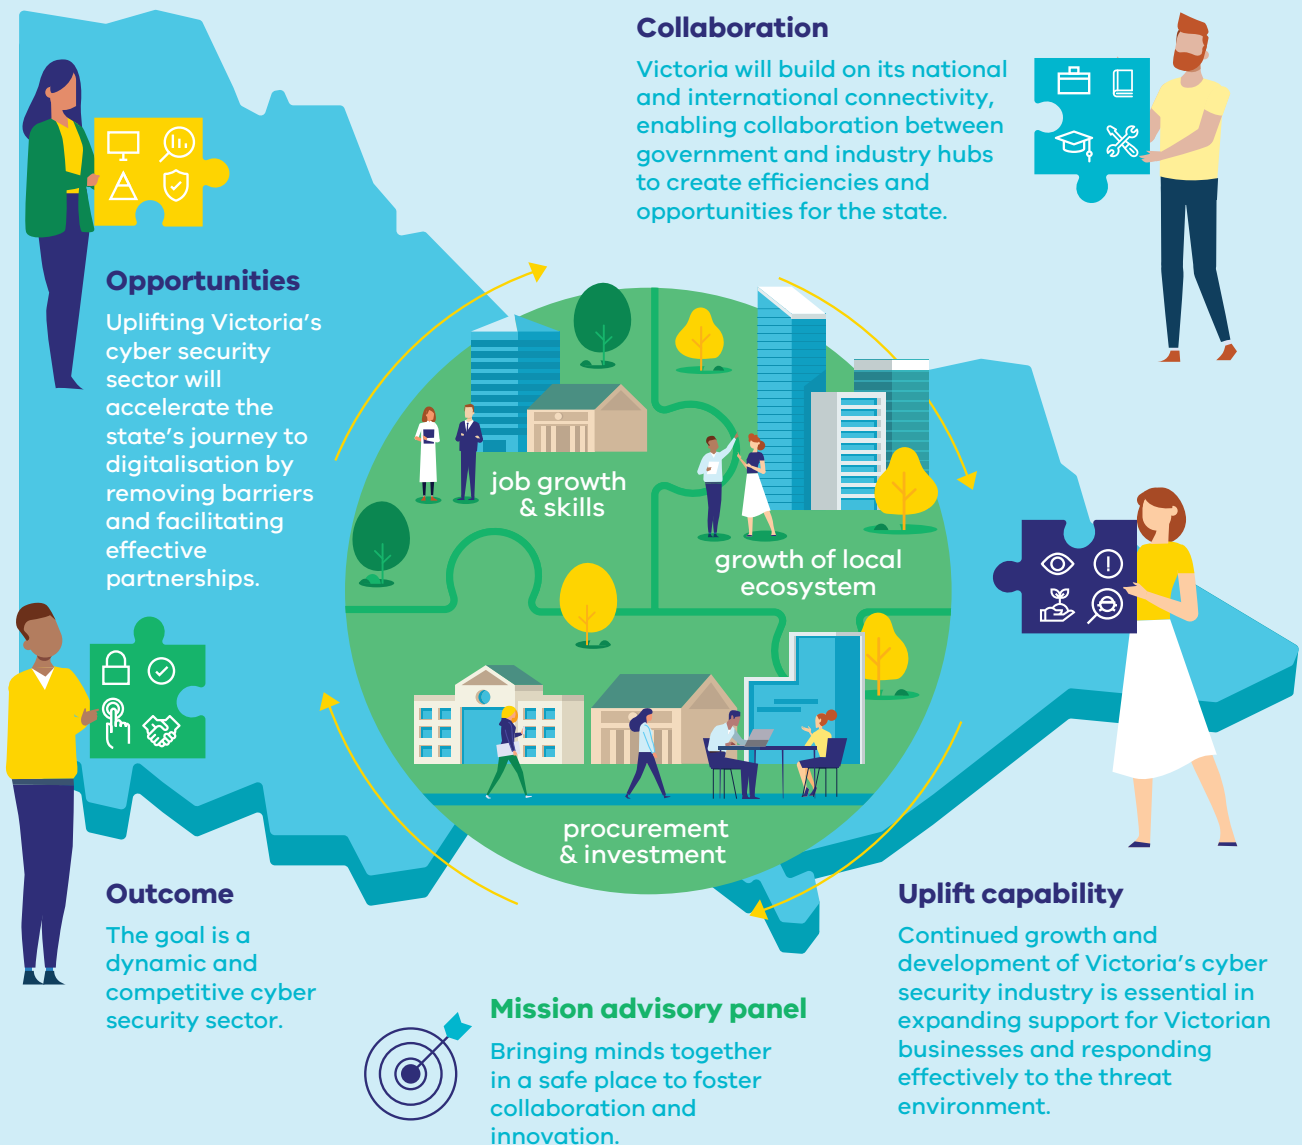 Collaboration
Victoria will build on its national
and international connectivity,
enabling collaboration between
government and industry hubs
to create efficiencies and
opportunities for the state.
Opportunities
Uplifting Victoria’s
cyber security
sector will
accelerate the
state’s journey to
digitalisation by
removing barriers
and facilitating
effective
partnerships.
job growth
& skills
growth of local
ecosystem
procurement
& investment
Outcome
The goal is a
dynamic and
competitive cyber
security sector.
Mission advisory panel
Bringing minds together
in a safe place to foster
collaboration and
innovation.
Uplift capability
Continued growth and
development of Victoria’s cyber
security industry is essential in
expanding support for Victorian
businesses and responding
effectively to the threat
environment.